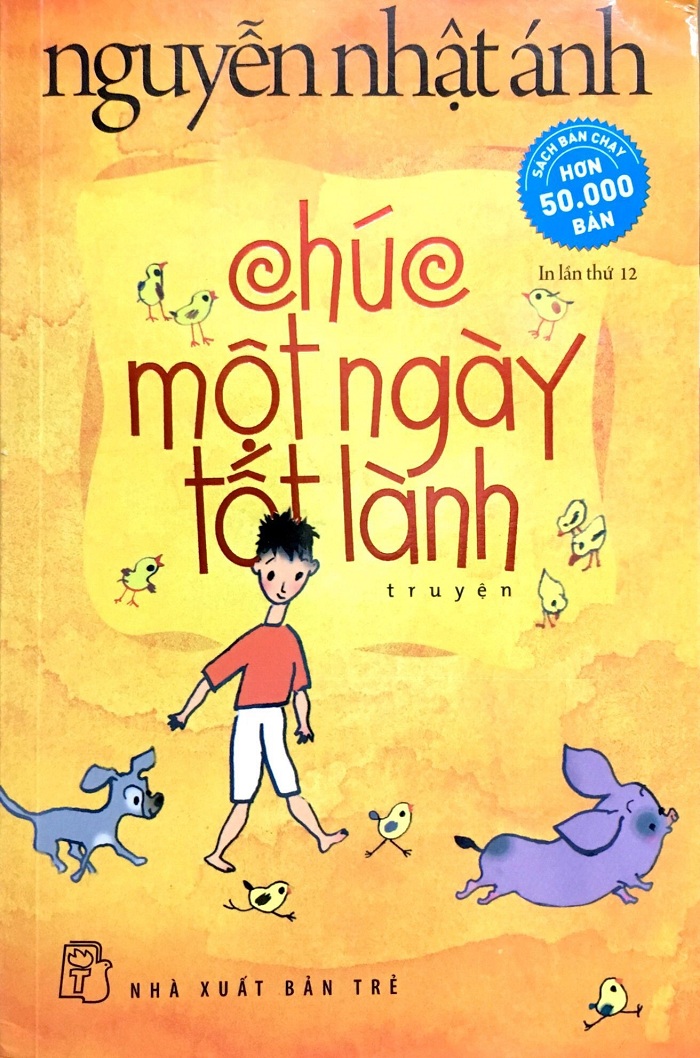 nguyễn nhật ánh
SÁCH BÁN CHẠY
HƠN
50.000
BẢN
In lần thứ 12
chúc
một ngày
tốt lành
truyện
T
NHÀ XUẤT BẢN TRẺ